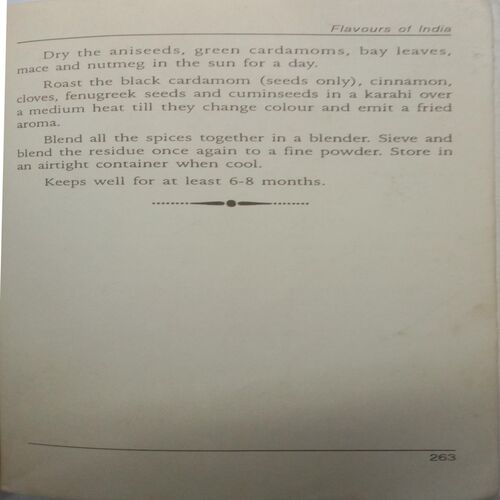 Flavours of India
Dry the aniseeds, green cardamoms, bay leaves,
mace and nutmeg in the sun for a day.
Roast the black cardamom (seeds only), cinnamon,
cloves, fenugreek seeds and cuminseeds in a karahi over
a medium heat till they change colour and emit a fried
aroma.
Blend all the spices together in a blender. Sieve and
blend the residue once again to a fine powder. Store in
an airtight container when cool.
Keeps well for at least 6-8 months.
263